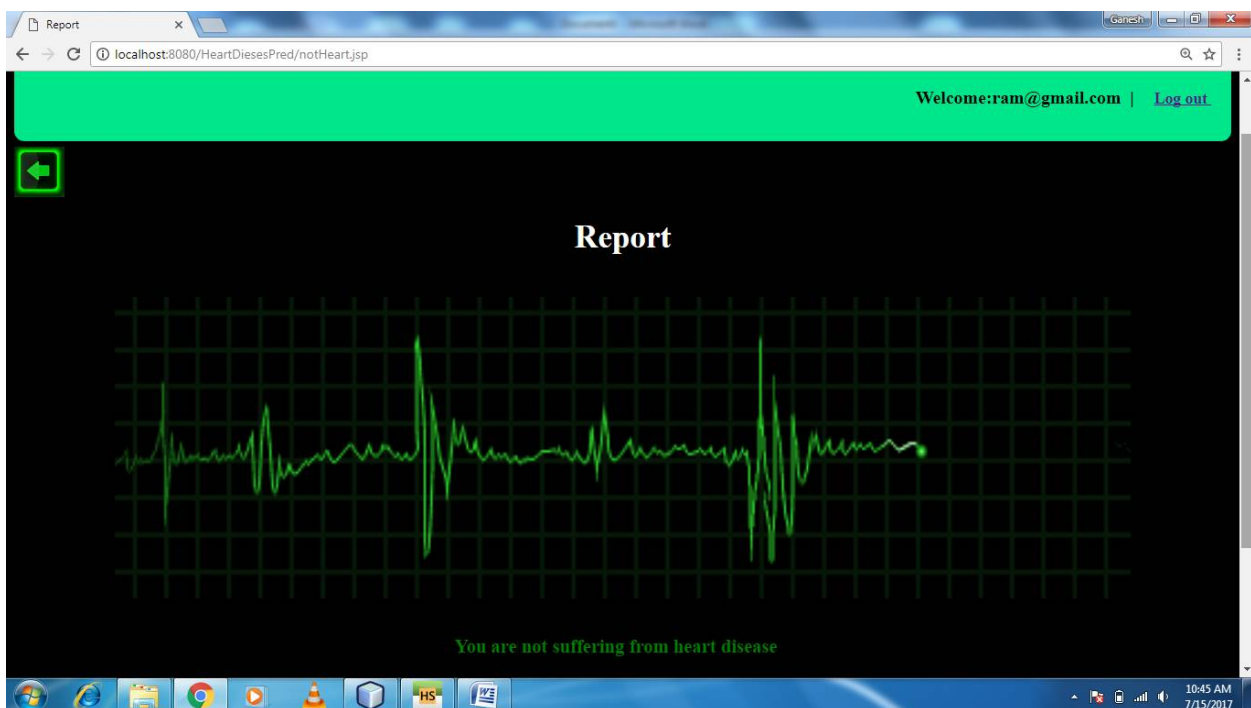 Report
Ganesh
localhost:8080/HeartDiesesPred/notHeart.jsp
Welcome:ram@gmail.com | Log out
Report
You are not suffering from heart disease
HS
W
10:45 AM
7/15/2017